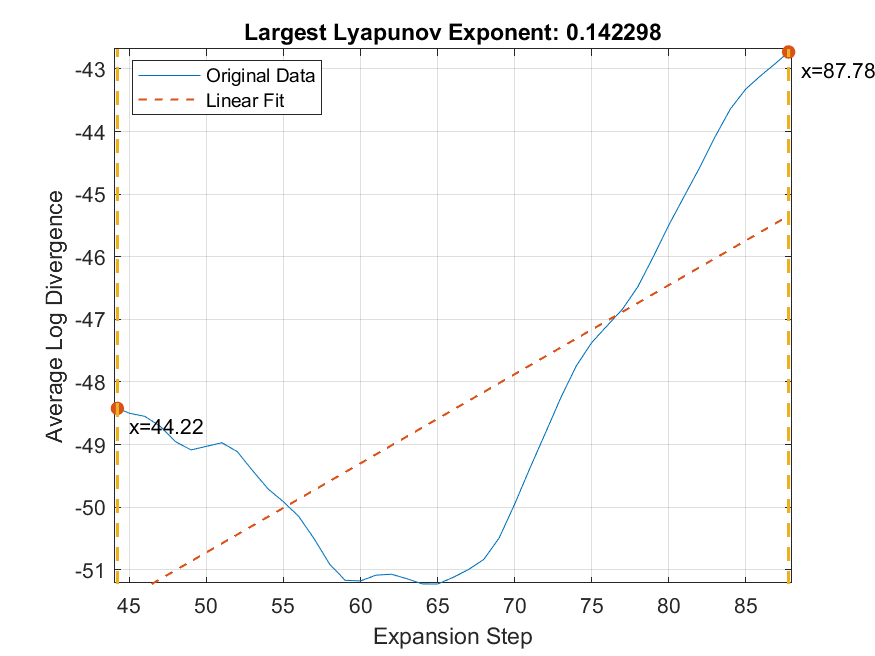 Largest Lyapunov Exponent: 0.142298
Original Data
Linear Fit
x=87.78
x=44.22
Average Log Divergence
-43
-44
-45
-46
-47
-48
-49
-50
-51
45 50 55 60 65 70 75 80 85
Expansion Step